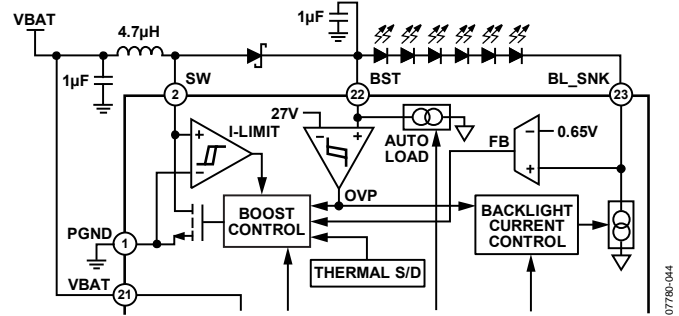 VBAT
4.7µH
1µF
1µF
SW
BST
BL_SNK
2
22
23
I-LIMIT
27V
+
–
–
+
AUTO
LOAD
FB
– 0.65V
+
OVP
PGND
1
BOOST
CONTROL
BACKLIGHT
CURRENT
CONTROL
THERMAL S/D
VBAT
21
07780-044